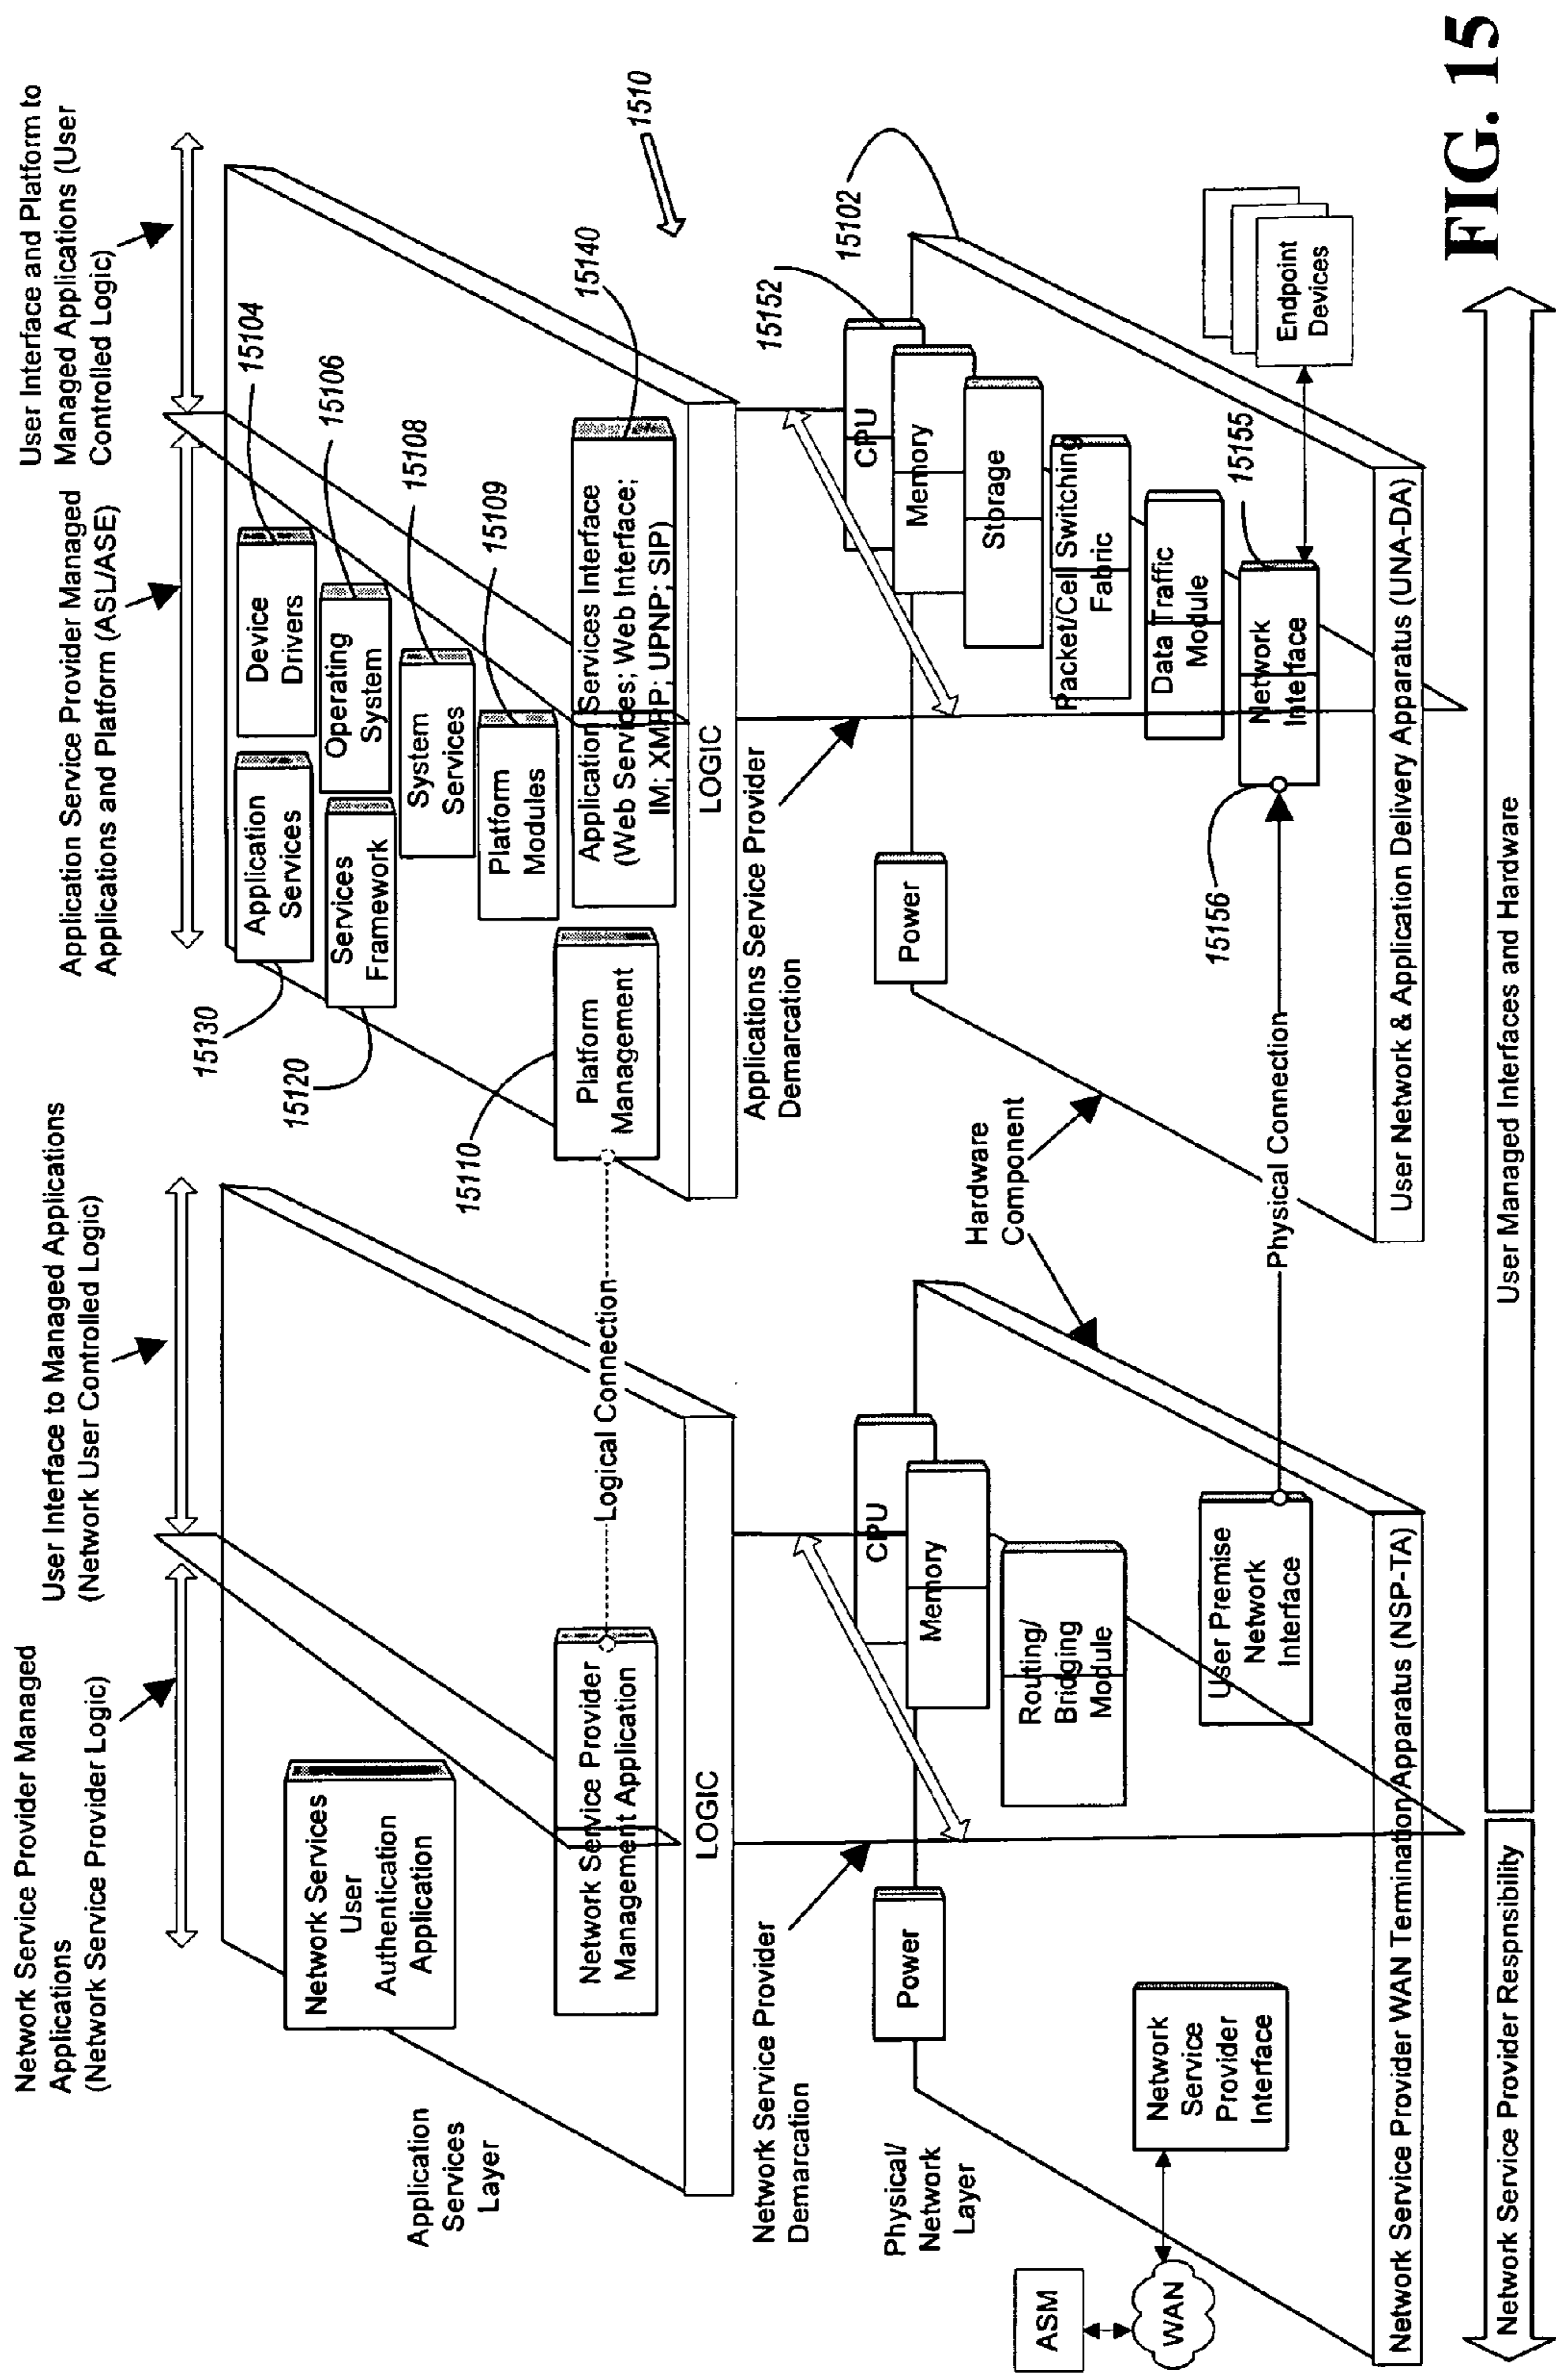 Network Service Provider Managed
Applications
(Network Service Provider Logic)
User Interface to Managed Applications
(Network User Controlled Logic)
Application Service Provider Managed
Applications and Platform (ASL/ASE)
User Interface and Platform to
Managed Applications (User
Controlled Logic)
Application
Services
Layer
Network Services
User
Authentication
Application
Network Service Provider
Management Application
LOGIC
Logical Connection
15130
15120
15110
Application
Services
Services
Framework
Device
Drivers
Operating
System
System
Services
Platform
Modules
Platform
Management
Application Services Interface
(Web Services; Web Interface;
IM; XMPP; UPNP; SIP)
LOGIC
15104
15106
15108
15109
15140
1510
Network Service Provider
Demarcation
Applications Service Provider
Demarcation
Physical/
Network
Layer
ASM
WAN
Network
Service
Provider
Interface
Power
CPU
Memory
Routing/
Bridging
Module
User Premise
Network
Interface
Hardware
Component
Physical Connection
Power
CPU
Memory
Storage
Packet/Cell Switching
Fabric
Data Traffic
Module
Network
Interface
15152
15102
15155
15156
Endpoint
Devices
Network Service Provider WAN Termination Apparatus (NSP-TA)
User Network & Application Delivery Apparatus (UNA-DA)
Network Service Provider Respnsibility
User Managed Interfaces and Hardware
FIG. 15